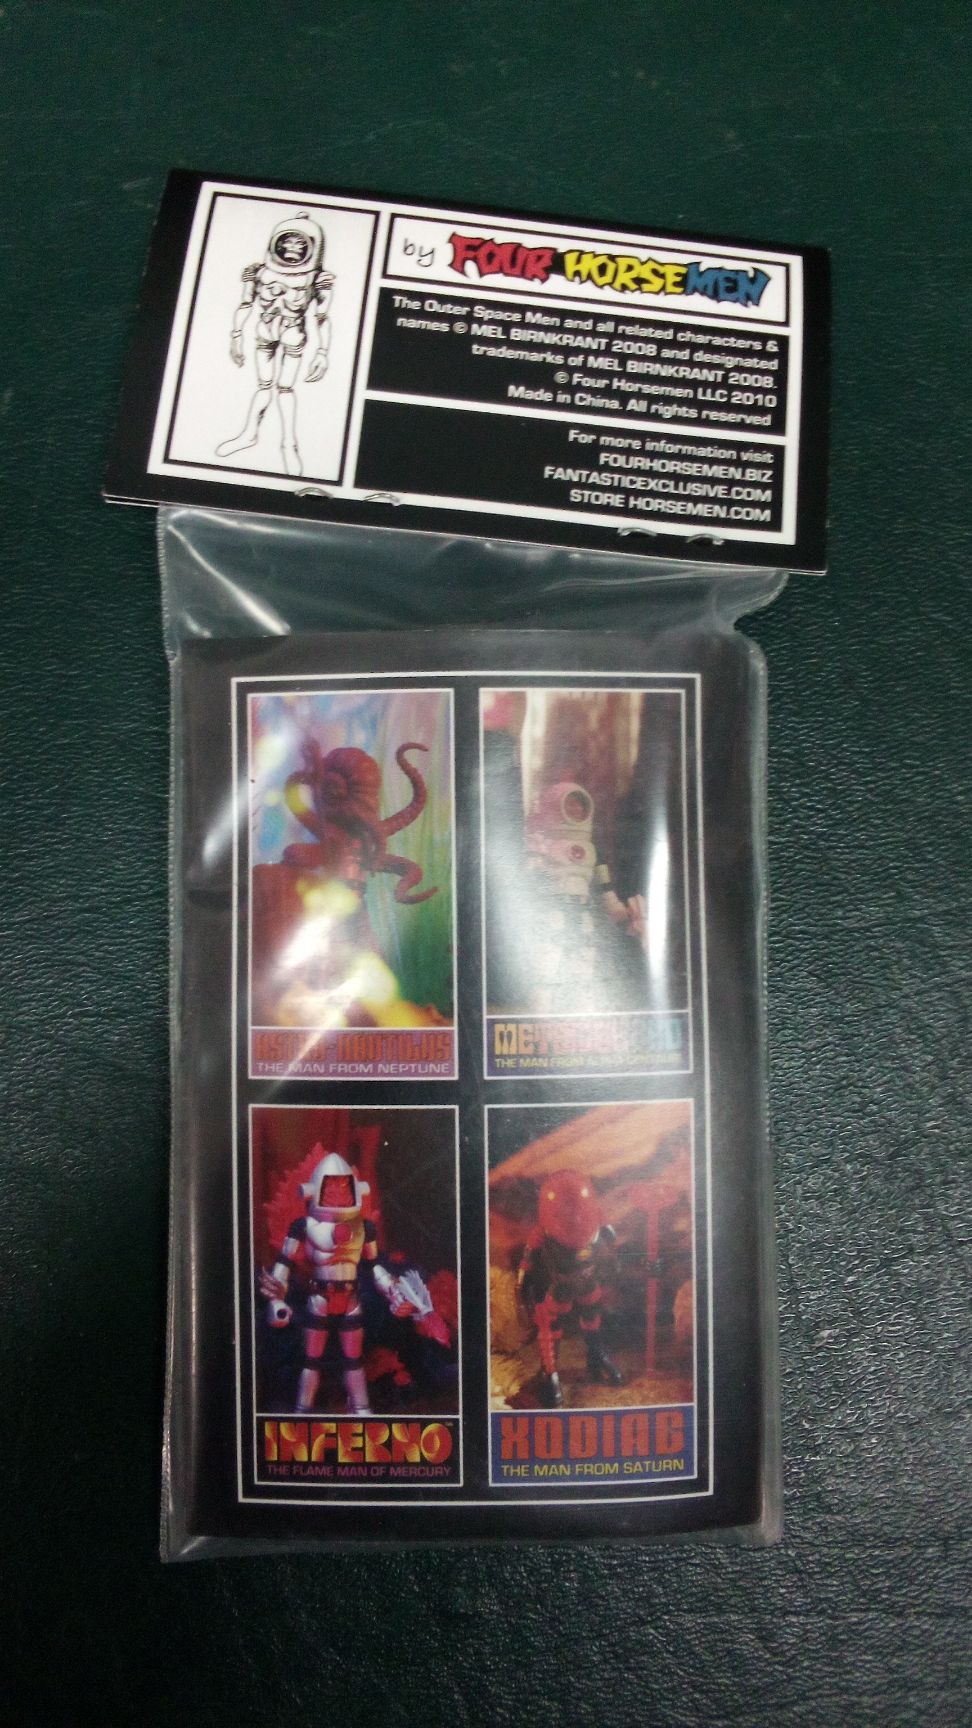 by FOUR HORSEMEN
The Outer Space Men and all related characters &
names © MEL BIRNKRANT 2008 and designated
trademarks of MEL BIRNKRANT 2008.
© Four Horsemen LLC 2010
Made in China. All rights reserved
For more information visit
FOURHORSEMEN.BIZ
FANTASTICEXCLUSIVE.COM
STORE HORSEMEN.COM
ASTRO-NAUTILUS
THE MAN FROM NEPTUNE
THE MAN FROM
INFERNO
THE FLAME MAN OF MERCURY
XODIAC
THE MAN FROM SATURN